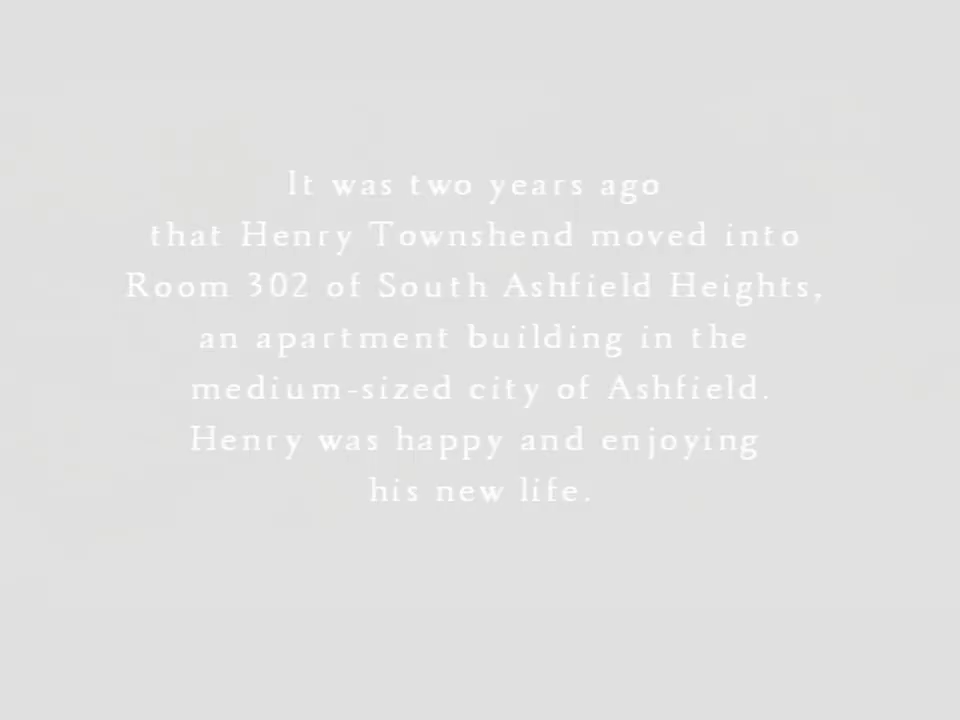 It was two years ago
that Henry Townshend moved into
Room 302 of South Ashfield Heights,
an apartment building in the
medium-sized city of Ashfield.
Henry was happy and enjoying
his new life.